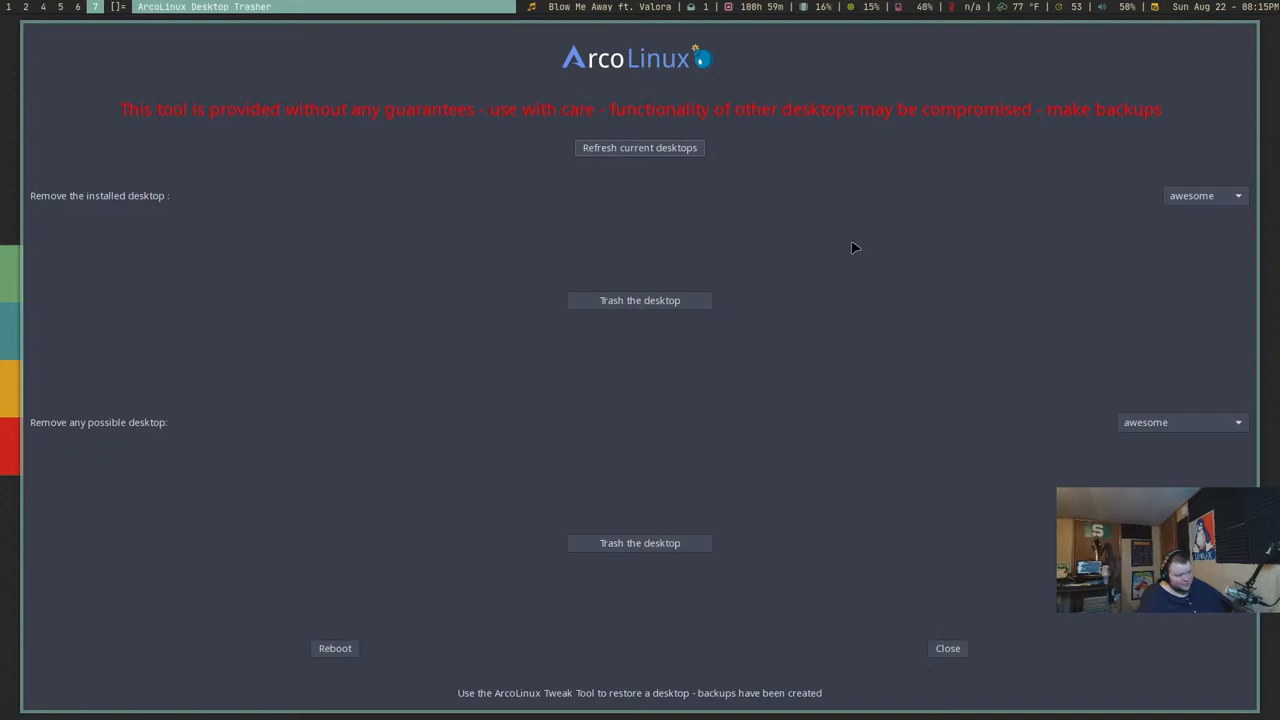 1 2 3 4 5 6 7 []= ArcoLinux Desktop Trasher Blow Me Away ft. Valora | 1 | 100h 59m | 16% | 15% | 40% | n/a | 77 °F | 53 | 50% | Sun Aug 22 - 08:15PM
ArcoLinux
This tool is provided without any guarantees - use with care - functionality of other desktops may be compromised - make backups
Refresh current desktops
Remove the installed desktop : awesome
Trash the desktop
Remove any possible desktop: awesome
S
LINUX
Trash the desktop
Reboot Close
Use the ArcoLinux Tweak Tool to restore a desktop - backups have been created